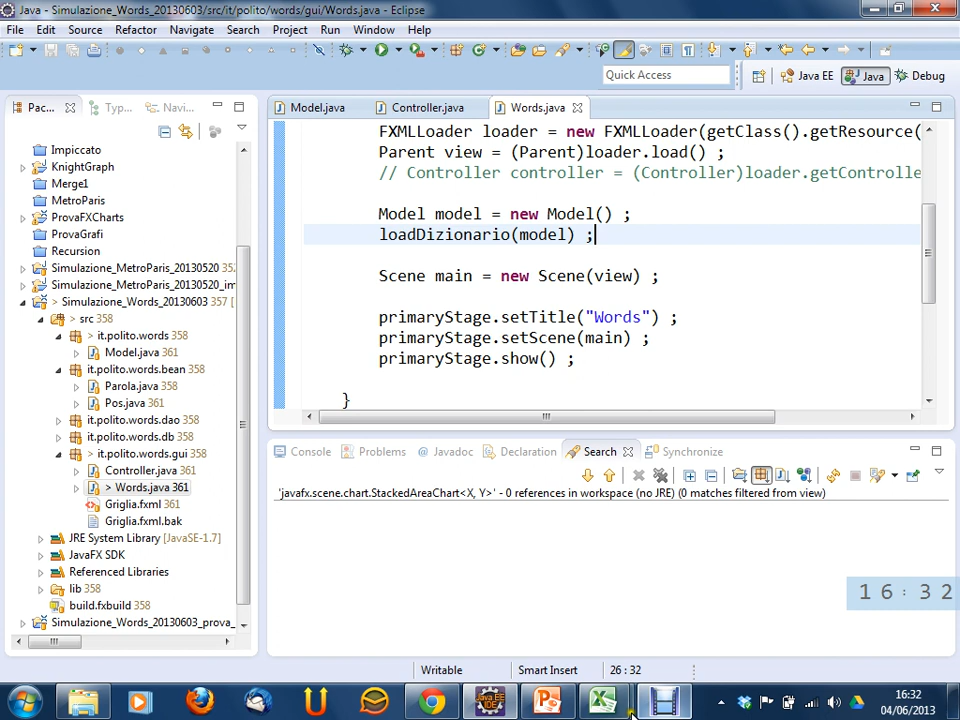 Java - Simulazione_Words_20130603/src/it/polito/words/gui/Words.java - Eclipse
File Edit Source Refactor Navigate Search Project Run Window Help
Quick Access
Java EE Java Debug
Pac... Typ... Navi...
Model.java Controller.java Words.java
Impiccato
KnightGraph
Merge1
MetroParis
ProvaFXCharts
ProvaGrafi
Recursion
Simulazione_MetroParis_20130520 352
Simulazione_MetroParis_20130520_im
> Simulazione_Words_20130603 357 [
> src 358
> it.polito.words 358
Model.java 361
it.polito.words.bean 358
Parola.java 358
Pos.java 361
it.polito.words.dao 358
it.polito.words.db 358
> it.polito.words.gui 358
Controller.java 361
> Words.java 361
Griglia.fxml 361
Griglia.fxml.bak
JRE System Library [JavaSE-1.7]
JavaFX SDK
Referenced Libraries
lib 358
build.fxbuild 358
Simulazione_Words_20130603_prova_
FXMLLoader loader = new FXMLLoader(getClass().getResource(
Parent view = (Parent)loader.load() ;
// Controller controller = (Controller)loader.getControlle
Model model = new Model() ;
loadDizionario(model) ;
Scene main = new Scene(view) ;
primaryStage.setTitle("Words") ;
primaryStage.setScene(main) ;
primaryStage.show() ;
}
Console Problems Javadoc Declaration Search Synchronize
'javafx.scene.chart.StackedAreaChart<X, Y>' - 0 references in workspace (no JRE) (0 matches filtered from view)
16:32
Writable Smart Insert 26 : 32
16:32
04/06/2013